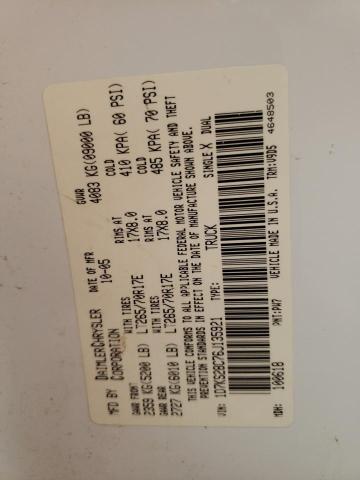 MFD BY DAIMLERCHRYSLER CORPORATION
DATE OF MFR 10-05
GVWR 4083 KG(09000 LB)
GAWR FRONT WITH TIRES RIMS AT COLD
2359 KG(5200 LB) LT265/70R17E 17X8.0 410 KPA( 60 PSI)
GAWR REAR WITH TIRES RIMS AT COLD
2727 KG(6010 LB) LT265/70R17E 17X8.0 485 KPA( 70 PSI)
THIS VEHICLE CONFORMS TO ALL APPLICABLE FEDERAL MOTOR VEHICLE SAFETY AND THEFT
PREVENTION STANDARDS IN EFFECT ON THE DATE OF MANUFACTURE SHOWN ABOVE.
VIN: 1D7KS28C76J135921 TYPE: TRUCK SINGLE X DUAL
MDH: 100618 PNT:PW7 VEHICLE MADE IN U.S.A. TRM:V9D5
4648503